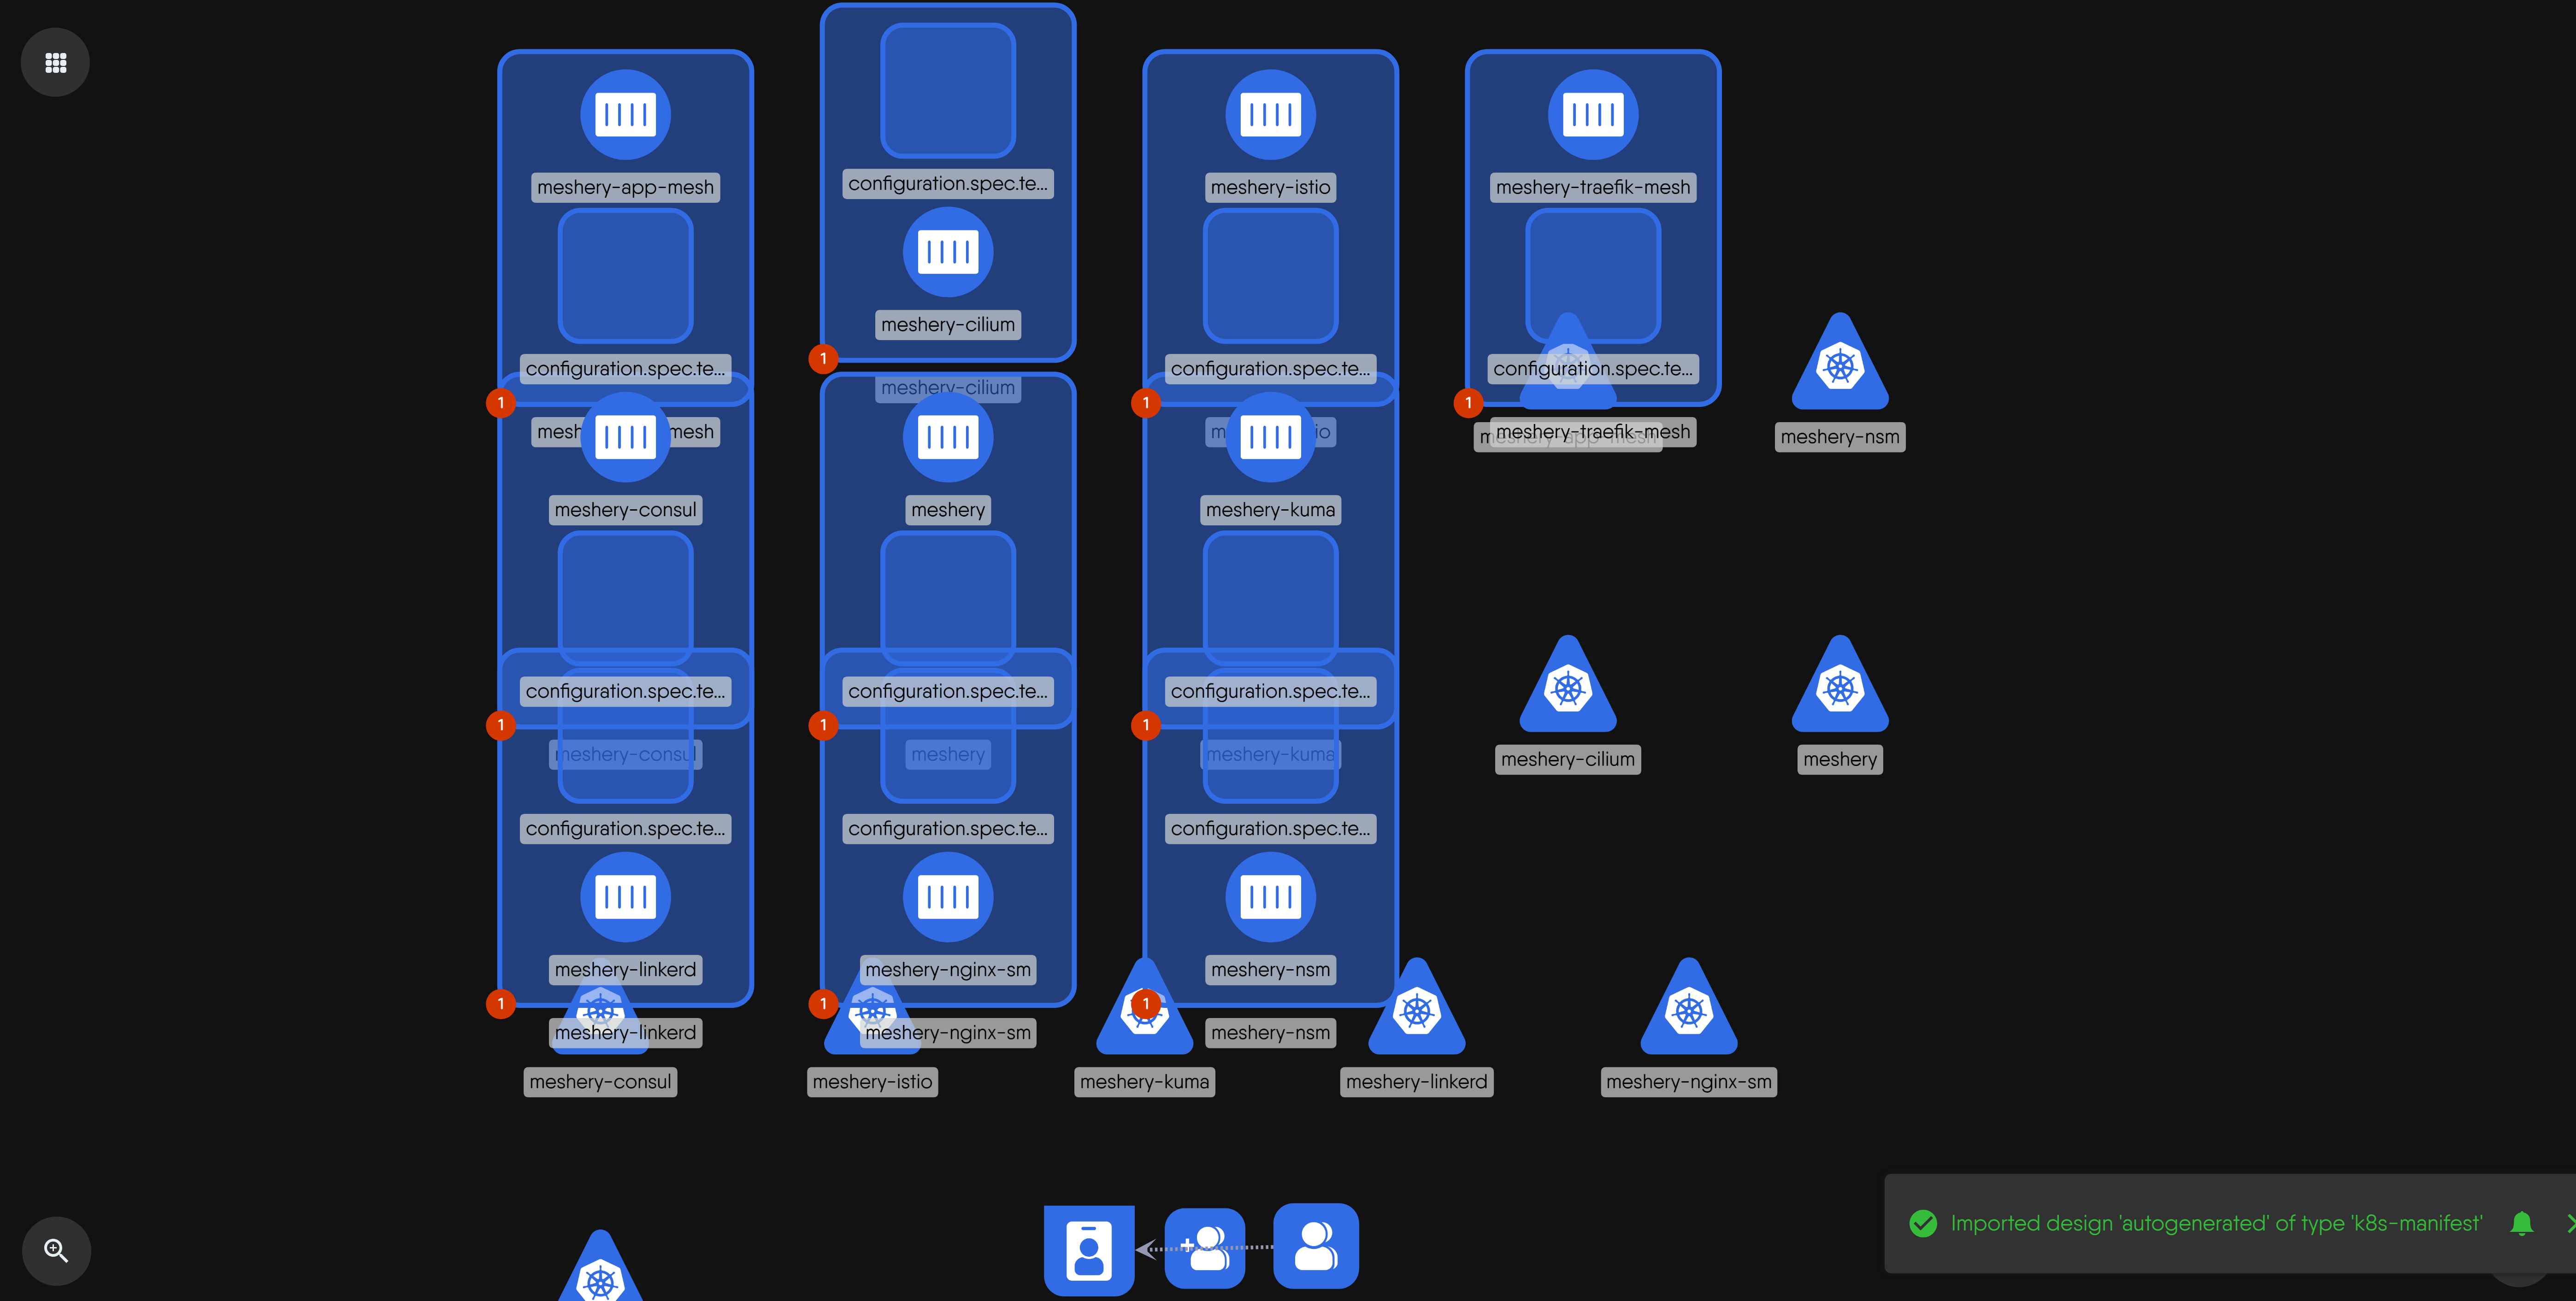 meshery-app-mesh
configuration.spec.te...
meshery-istio
meshery-traefik-mesh
meshery-cilium
configuration.spec.te...
configuration.spec.te...
configuration.spec.te...
1
1
1
1
meshery-cilium
mesh
mesh
io
meshery-traefik-mesh
meshery-app-mesh
meshery-nsm
meshery-consul
meshery
meshery-kuma
configuration.spec.te...
configuration.spec.te...
configuration.spec.te...
1
1
1
meshery-consul
meshery
meshery-kuma
meshery-cilium
meshery
configuration.spec.te...
configuration.spec.te...
configuration.spec.te...
meshery-linkerd
meshery-nginx-sm
meshery-nsm
1
1
1
meshery-linkerd
meshery-nginx-sm
meshery-nsm
meshery-consul
meshery-istio
meshery-kuma
meshery-linkerd
meshery-nginx-sm
Imported design 'autogenerated' of type 'k8s-manifest'